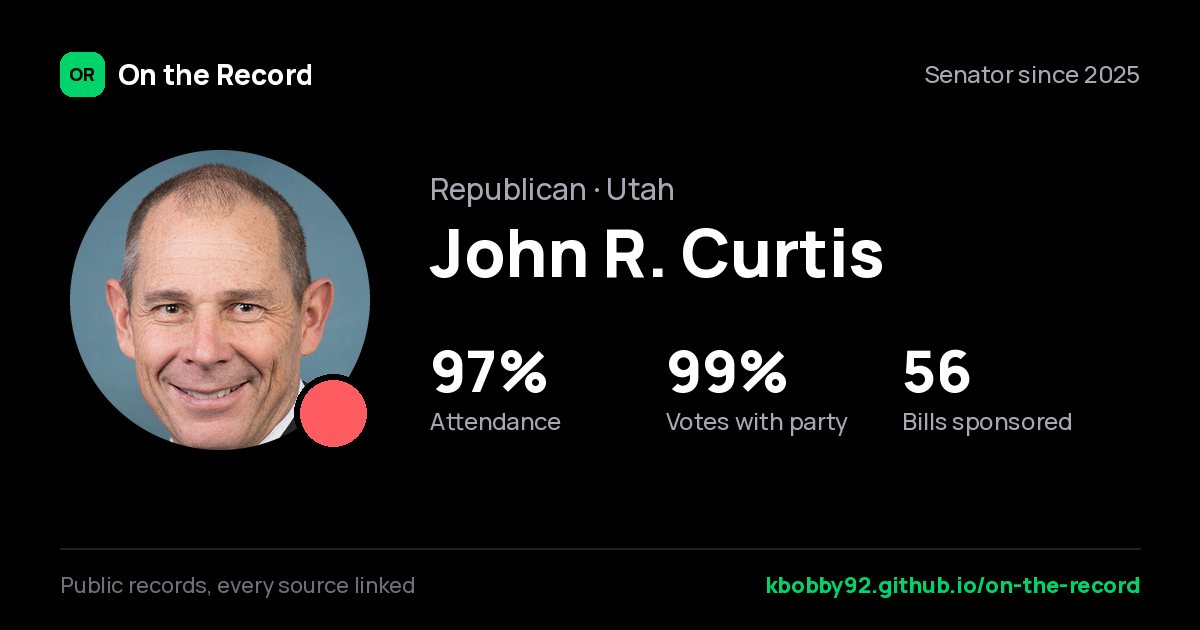 OR On the Record
Senator since 2025
Republican · Utah
John R. Curtis
97% 99% 56
Attendance Votes with party Bills sponsored
Public records, every source linked
kbobby92.github.io/on-the-record